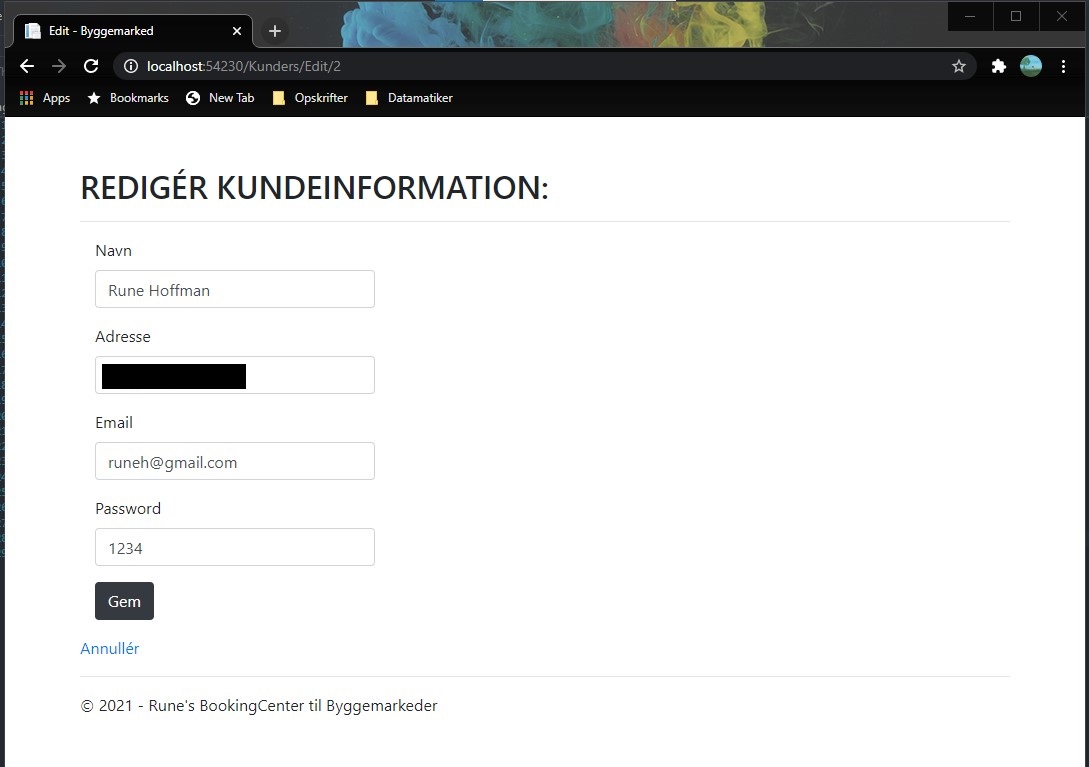 Edit - Byggemarked
localhost:54230/Kunders/Edit/2
Apps Bookmarks New Tab Opskrifter Datamatiker
REDIGÉR KUNDEINFORMATION:
Navn
Rune Hoffman
Adresse
Email
runeh@gmail.com
Password
1234
Gem
Annullér
© 2021 - Rune's BookingCenter til Byggemarkeder